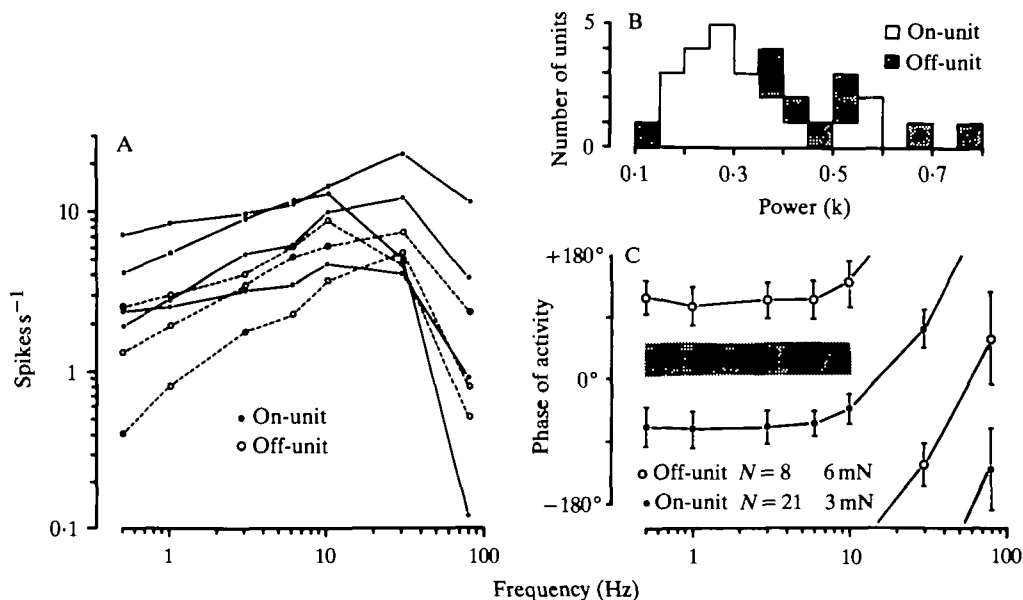 A
10
1
0·1
Spikes s⁻¹
On-unit
Off-unit
1
10
100
B
5
0
Number of units
On-unit
Off-unit
0·1
0·3
0·5
0·7
Power (k)
C
+180°
0°
−180°
Phase of activity
Off-unit N = 8 6 mN
On-unit N = 21 3 mN
1
10
100
Frequency (Hz)